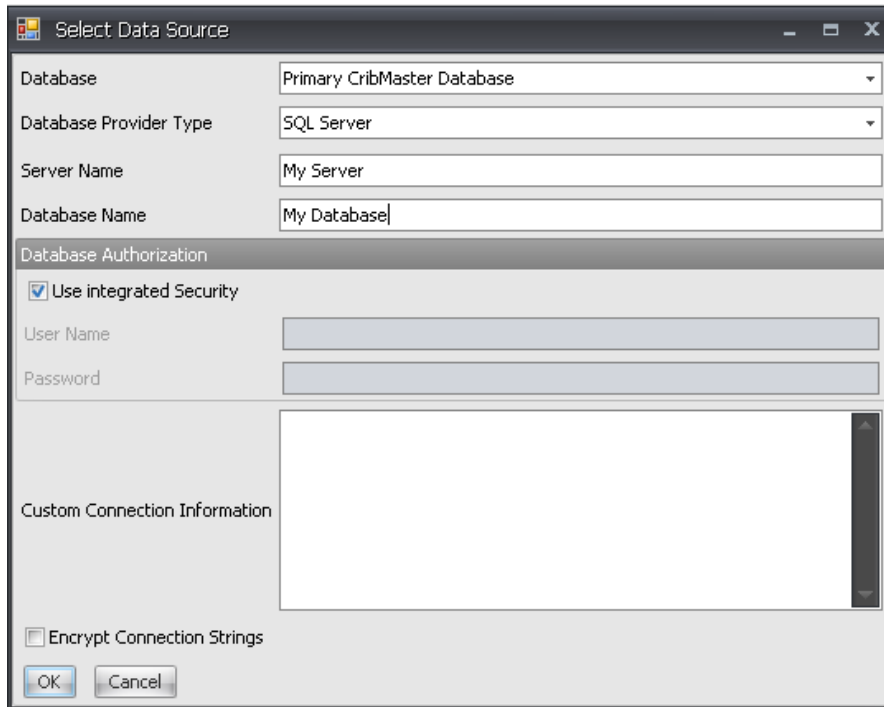 Select Data Source
Database Primary CribMaster Database
Database Provider Type SQL Server
Server Name My Server
Database Name My Database
Database Authorization
Use integrated Security
User Name
Password
Custom Connection Information
Encrypt Connection Strings
OK Cancel